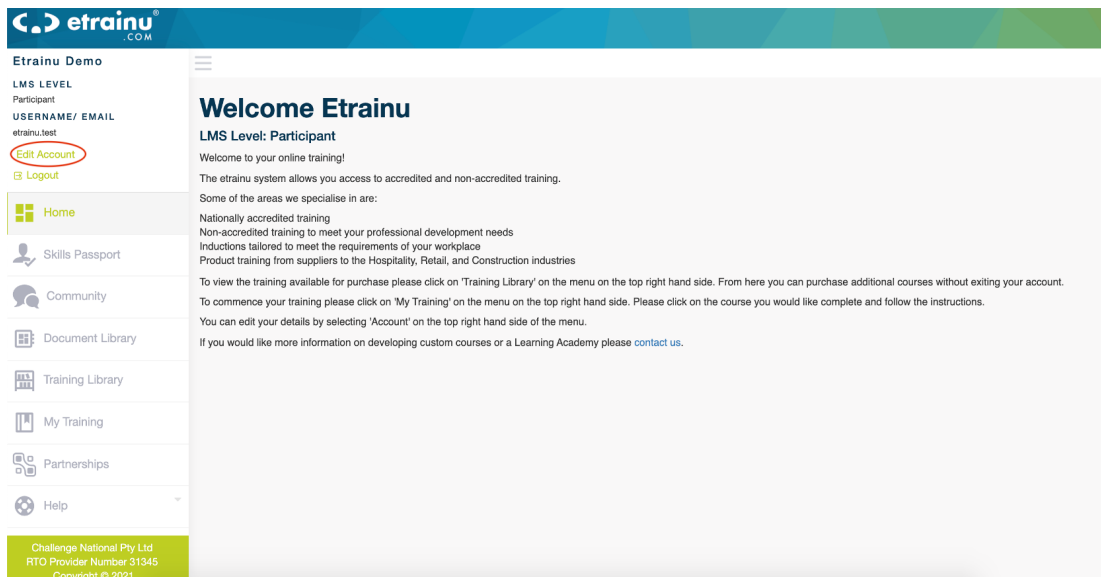 etrainu®
.COM
Etrainu Demo
LMS LEVEL
Participant
USERNAME/ EMAIL
etrainu.test
Edit Account
Logout
Home
Skills Passport
Community
Document Library
Training Library
My Training
Partnerships
Help
Challenge National Pty Ltd
RTO Provider Number 31345
Copyright © 2021
Welcome Etrainu
LMS Level: Participant
Welcome to your online training!
The etrainu system allows you access to accredited and non-accredited training.
Some of the areas we specialise in are:
Nationally accredited training
Non-accredited training to meet your professional development needs
Inductions tailored to meet the requirements of your workplace
Product training from suppliers to the Hospitality, Retail, and Construction industries
To view the training available for purchase please click on 'Training Library' on the menu on the top right hand side. From here you can purchase additional courses without exiting your account.
To commence your training please click on 'My Training' on the menu on the top right hand side. Please click on the course you would like complete and follow the instructions.
You can edit your details by selecting 'Account' on the top right hand side of the menu.
If you would like more information on developing custom courses or a Learning Academy please contact us.